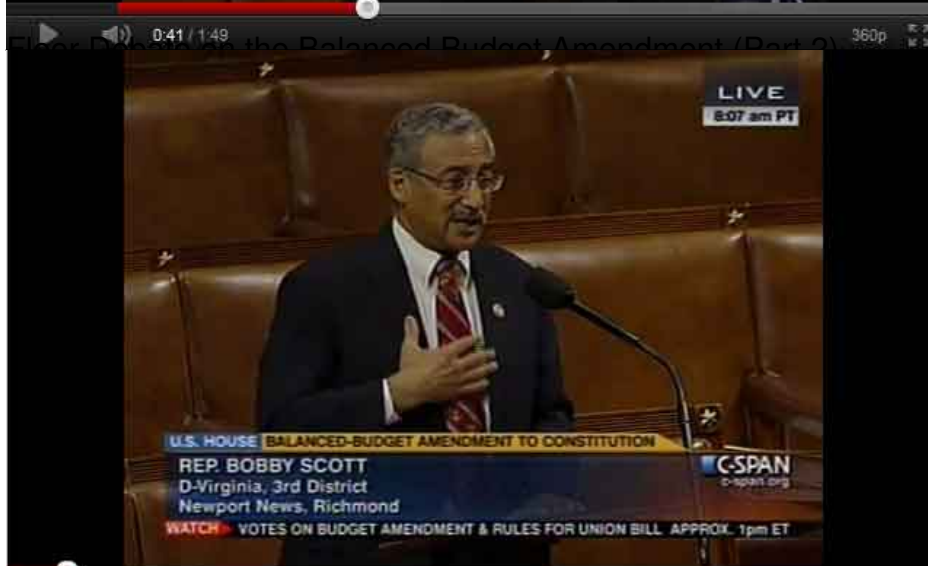 0:41 / 1:49
360p
Floor Debate on the Balanced Budget Amendment (Part 2)
LIVE
8:07 am PT
U.S. HOUSE BALANCED-BUDGET AMENDMENT TO CONSTITUTION
REP. BOBBY SCOTT
D-Virginia, 3rd District
Newport News, Richmond
C-SPAN
c-span.org
WATCH VOTES ON BUDGET AMENDMENT & RULES FOR UNION BILL APPROX. 1pm ET